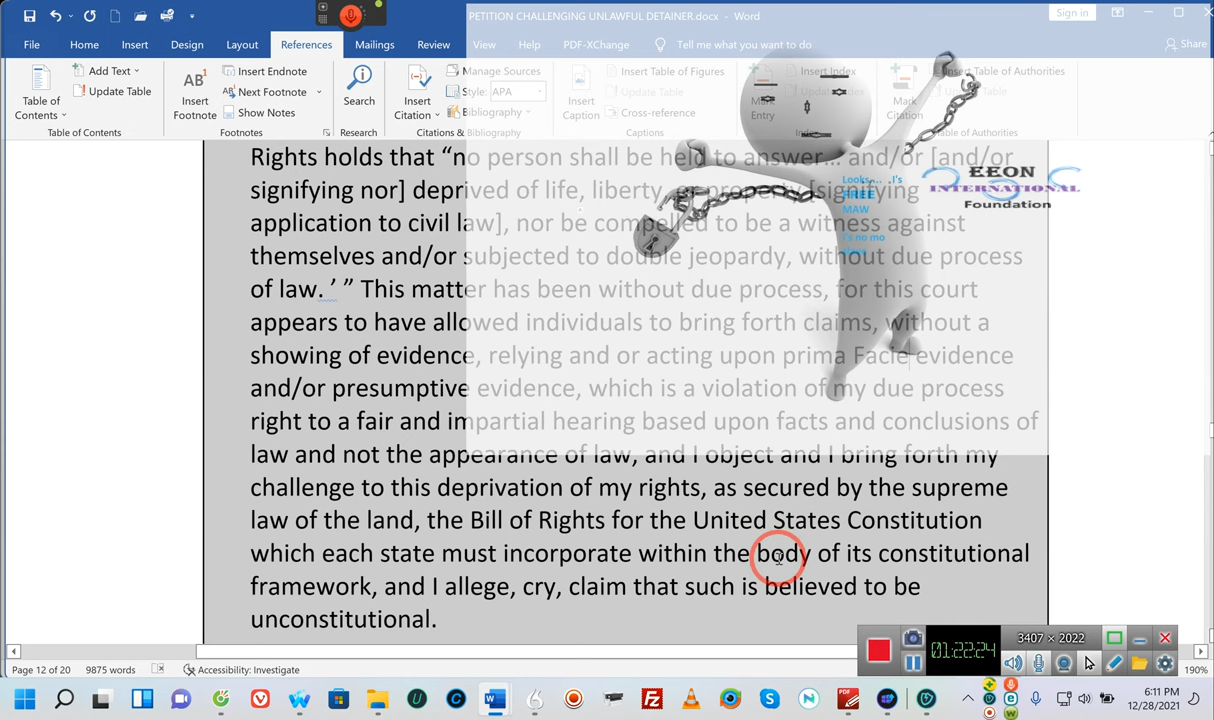 PETITION CHALLENGING UNLAWFUL DETAINER.docx - Word
Sign in
File Home Insert Design Layout References Mailings Review View Help PDF-XChange Tell me what you want to do Share
Table of Contents
Add Text
Update Table
Table of Contents
AB1
Insert Footnote
Insert Endnote
Next Footnote
Show Notes
Footnotes
Search
Research
Insert Citation
Manage Sources
Style: APA
Bibliography
Citations & Bibliography
Insert Caption
Insert Table of Figures
Update Table
Cross-reference
Captions
Mark Entry
Insert Index
Update Index
Mark Citation
Insert Table of Authorities
Update Table
Table of Authorities
EEON
INTERNATIONAL
Foundation
Looks... ..I's
FREE
MAW
I's no mo
Rights holds that “no person shall be held to answer… and/or [and/or
signifying nor] deprived of life, liberty, or property [signifying
application to civil law], nor be compelled to be a witness against
themselves and/or subjected to double jeopardy, without due process
of law. ’ ” This matter has been without due process, for this court
appears to have allowed individuals to bring forth claims, without a
showing of evidence, relying and or acting upon prima Facie evidence
and/or presumptive evidence, which is a violation of my due process
right to a fair and impartial hearing based upon facts and conclusions of
law and not the appearance of law, and I object and I bring forth my
challenge to this deprivation of my rights, as secured by the supreme
law of the land, the Bill of Rights for the United States Constitution
which each state must incorporate within the body of its constitutional
framework, and I allege, cry, claim that such is believed to be
unconstitutional.
01:22:24
3407 × 2022
Page 12 of 20 9875 words Accessibility: Investigate 190%
6:11 PM
12/28/2021